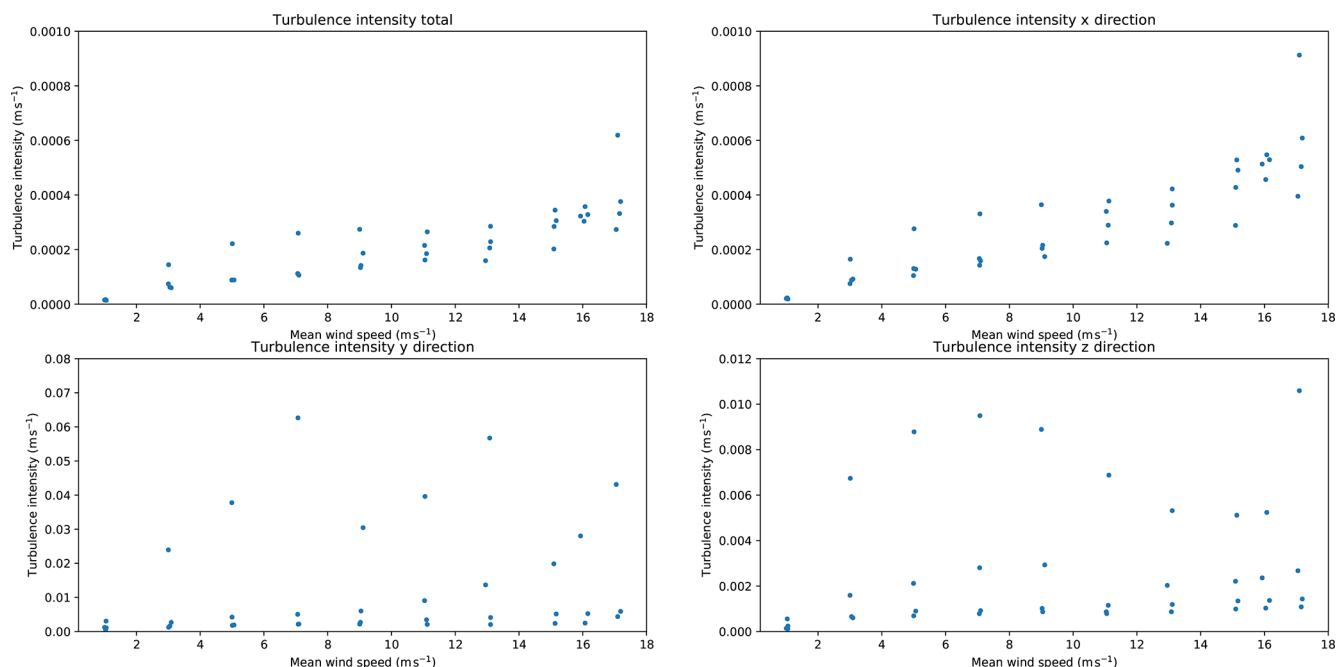 Turbulence intensity total
0.0010
0.0008
0.0006
0.0004
0.0002
0.0000
Turbulence intensity (ms⁻¹)
2 4 6 8 10 12 14 16 18
Mean wind speed (ms⁻¹)
Turbulence intensity x direction
0.0010
0.0008
0.0006
0.0004
0.0002
0.0000
Turbulence intensity (ms⁻¹)
2 4 6 8 10 12 14 16 18
Mean wind speed (ms⁻¹)
Turbulence intensity y direction
0.08
0.07
0.06
0.05
0.04
0.03
0.02
0.01
0.00
Turbulence intensity (ms⁻¹)
2 4 6 8 10 12 14 16 18
Mean wind speed (ms⁻¹)
Turbulence intensity z direction
0.012
0.010
0.008
0.006
0.004
0.002
0.000
Turbulence intensity (ms⁻¹)
2 4 6 8 10 12 14 16 18
Mean wind speed (ms⁻¹)